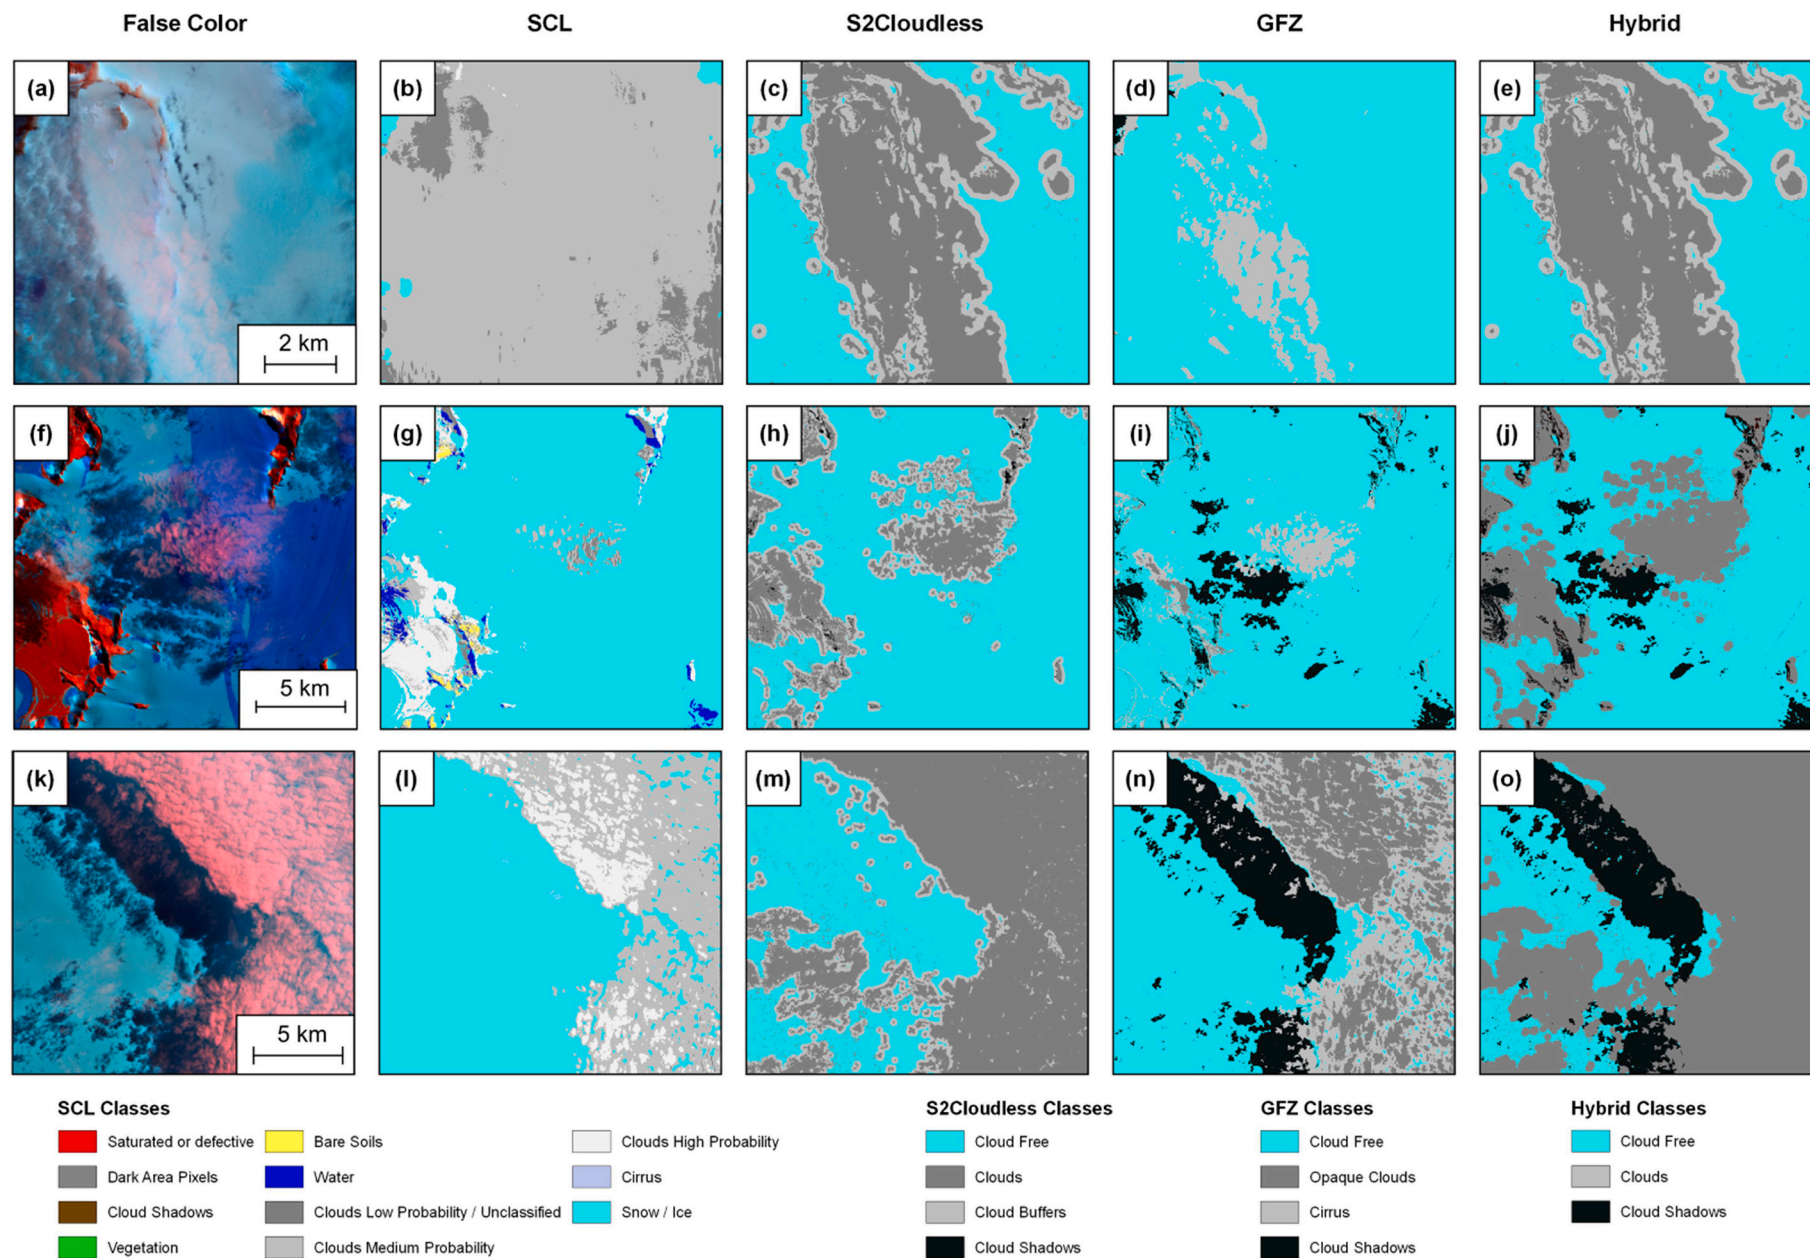 False Color SCL S2Cloudless GFZ Hybrid
(a) (b) (c) (d) (e)
2 km
(f) (g) (h) (i) (j)
5 km
(k) (l) (m) (n) (o)
5 km
SCL Classes S2Cloudless Classes GFZ Classes Hybrid Classes
Saturated or defective Bare Soils Clouds High Probability Cloud Free Cloud Free Cloud Free
Dark Area Pixels Water Cirrus Clouds Opaque Clouds Clouds
Cloud Shadows Clouds Low Probability / Unclassified Snow / Ice Cloud Buffers Cirrus Cloud Shadows
Vegetation Clouds Medium Probability Cloud Shadows Cloud Shadows